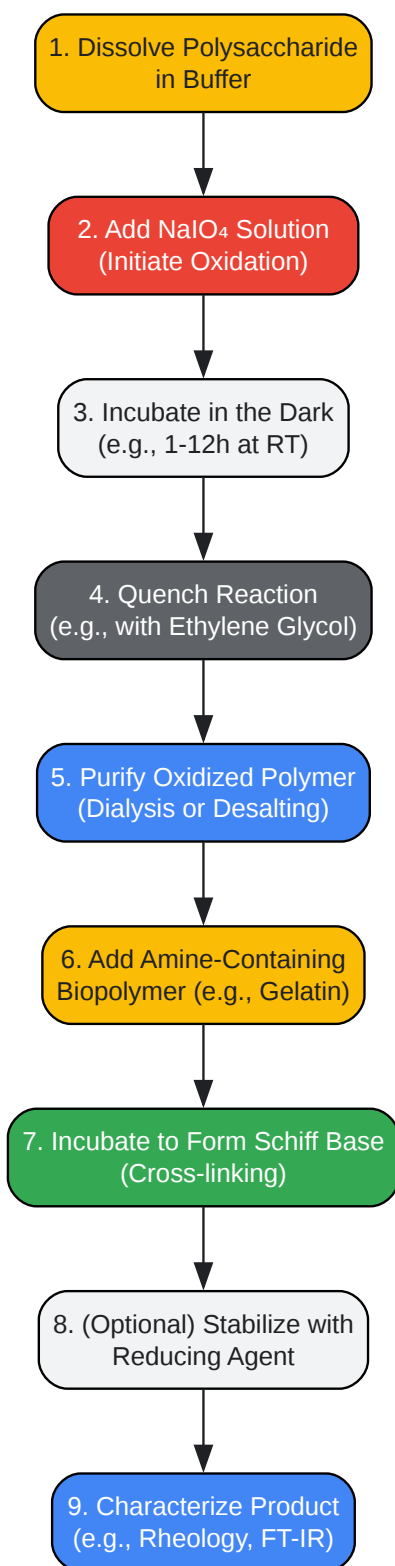 1. Dissolve Polysaccharide
in Buffer
2. Add NaIO₄ Solution
(Initiate Oxidation)
3. Incubate in the Dark
(e.g., 1-12h at RT)
4. Quench Reaction
(e.g., with Ethylene Glycol)
5. Purify Oxidized Polymer
(Dialysis or Desalting)
6. Add Amine-Containing
Biopolymer (e.g., Gelatin)
7. Incubate to Form Schiff Base
(Cross-linking)
8. (Optional) Stabilize with
Reducing Agent
9. Characterize Product
(e.g., Rheology, FT-IR)